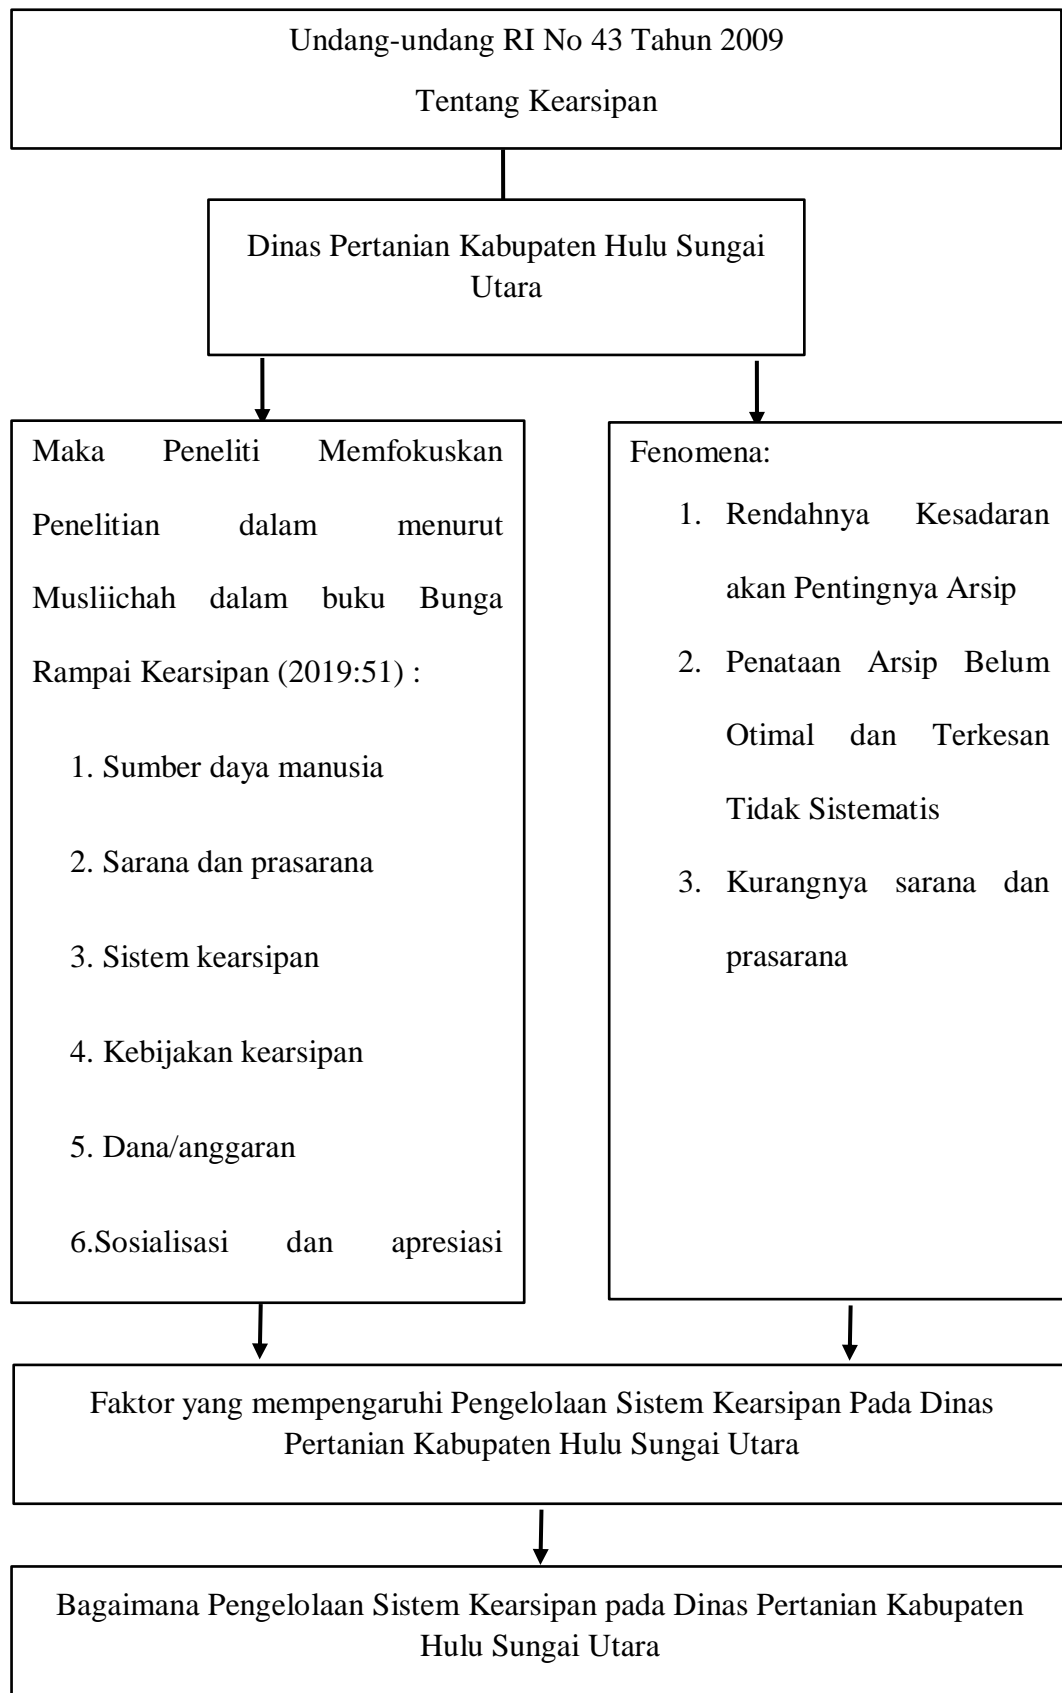 Undang-undang RI No 43 Tahun 2009
Tentang Kearsipan
Dinas Pertanian Kabupaten Hulu Sungai
Utara
Maka Peneliti Memfokuskan
Penelitian dalam menurut
Musliichah dalam buku Bunga
Rampai Kearsipan (2019:51) :
1. Sumber daya manusia
2. Sarana dan prasarana
3. Sistem kearsipan
4. Kebijakan kearsipan
5. Dana/anggaran
6.Sosialisasi dan apresiasi
Fenomena:
1. Rendahnya Kesadaran
akan Pentingnya Arsip
2. Penataan Arsip Belum
Otimal dan Terkesan
Tidak Sistematis
3. Kurangnya sarana dan
prasarana
Faktor yang mempengaruhi Pengelolaan Sistem Kearsipan Pada Dinas
Pertanian Kabupaten Hulu Sungai Utara
Bagaimana Pengelolaan Sistem Kearsipan pada Dinas Pertanian Kabupaten
Hulu Sungai Utara